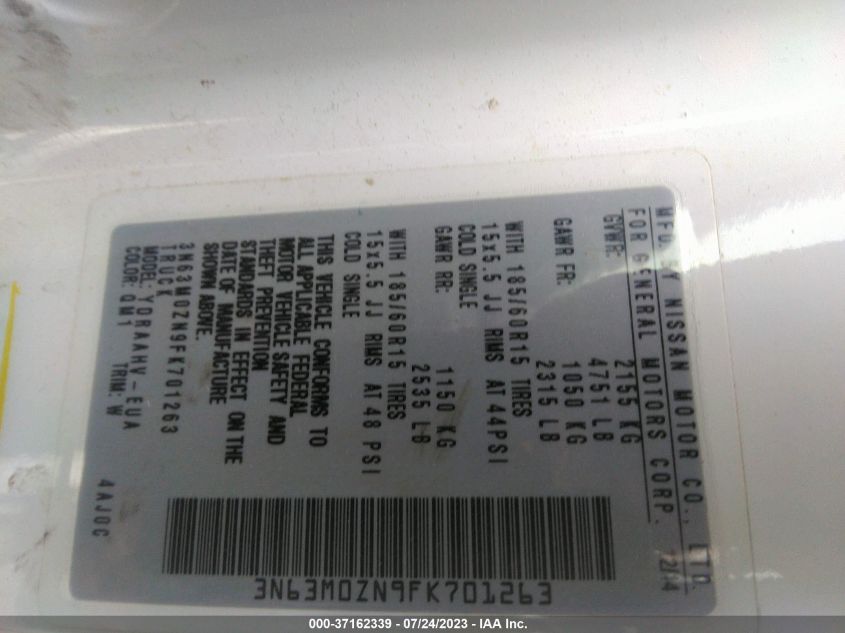 MFD. BY NISSAN MOTOR CO., LTD.
FOR GENERAL MOTORS CORP. 12/14
GVWR: 2155 KG
4751 LB
GAWR FR: 1050 KG
2315 LB
WITH 185/60R15 TIRES
15x5.5 JJ RIMS AT 44PSI
COLD SINGLE
GAWR RR: 1150 KG
2535 LB
WITH 185/60R15 TIRES
15x5.5 JJ RIMS AT 48 PSI
COLD SINGLE
THIS VEHICLE CONFORMS TO
ALL APPLICABLE FEDERAL
MOTOR VEHICLE SAFETY AND
THEFT PREVENTION
STANDARDS IN EFFECT ON THE
DATE OF MANUFACTURE
SHOWN ABOVE.
3N63M0ZN9FK701263
TRUCK
MODEL: YDRAAHV-EUA
COLOR: QM1 TRIM: W
4AJ0C
3N63M0ZN9FK701263
000-37162339 - 07/24/2023 - IAA Inc.